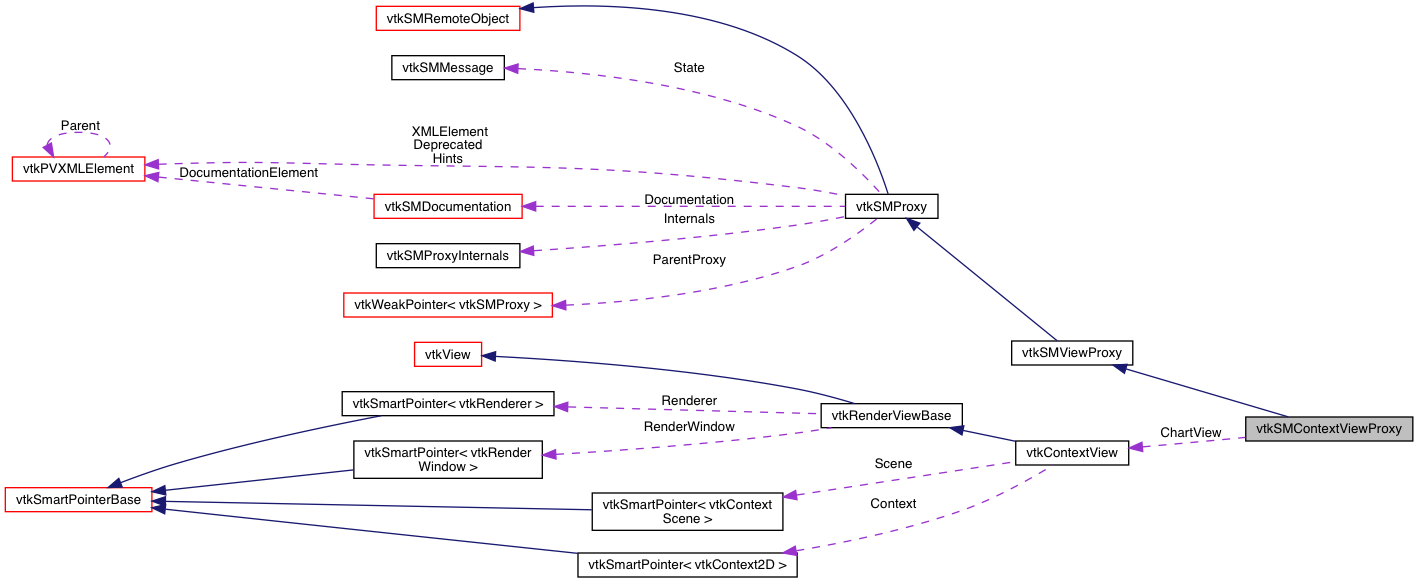 vtkSMRemoteObject
vtkSMMessage
State
Parent
vtkPVXMLElement
XMLElement
Deprecated
Hints
DocumentationElement
vtkSMDocumentation
Documentation
vtkSMProxy
Internals
vtkSMProxyInternals
ParentProxy
vtkWeakPointer< vtkSMProxy >
vtkView
vtkSMViewProxy
vtkSmartPointer< vtkRenderer >
Renderer
vtkRenderViewBase
RenderWindow
vtkSMContextViewProxy
ChartView
vtkContextView
vtkSmartPointer< vtkRender
Window >
Scene
vtkSmartPointerBase
vtkSmartPointer< vtkContext
Scene >
Context
vtkSmartPointer< vtkContext2D >